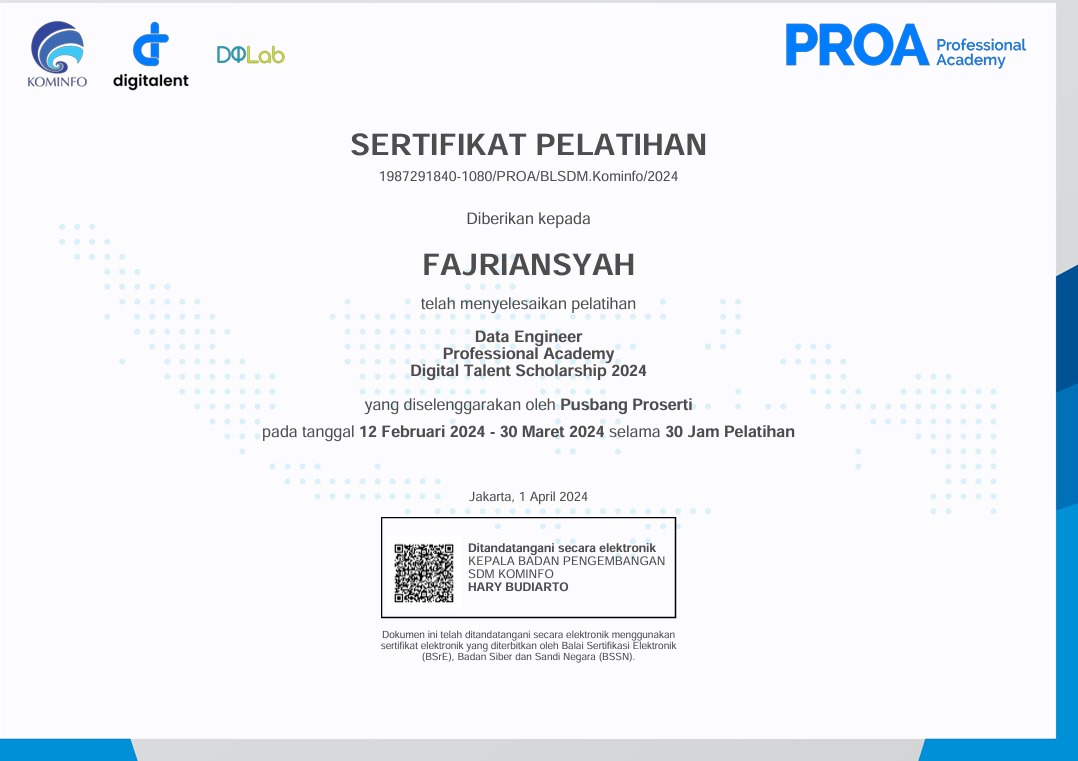 KOMINFO
digitalent
DQLab
PROA Professional
Academy
SERTIFIKAT PELATIHAN
1987291840-1080/PROA/BLSDM.Kominfo/2024
Diberikan kepada
FAJRIANSYAH
telah menyelesaikan pelatihan
Data Engineer
Professional Academy
Digital Talent Scholarship 2024
yang diselenggarakan oleh Pusbang Proserti
pada tanggal 12 Februari 2024 - 30 Maret 2024 selama 30 Jam Pelatihan
Jakarta, 1 April 2024
Ditandatangani secara elektronik
KEPALA BADAN PENGEMBANGAN
SDM KOMINFO
HARY BUDIARTO
Dokumen ini telah ditandatangani secara elektronik menggunakan
sertifikat elektronik yang diterbitkan oleh Balai Sertifikasi Elektronik
(BSrE), Badan Siber dan Sandi Negara (BSSN).